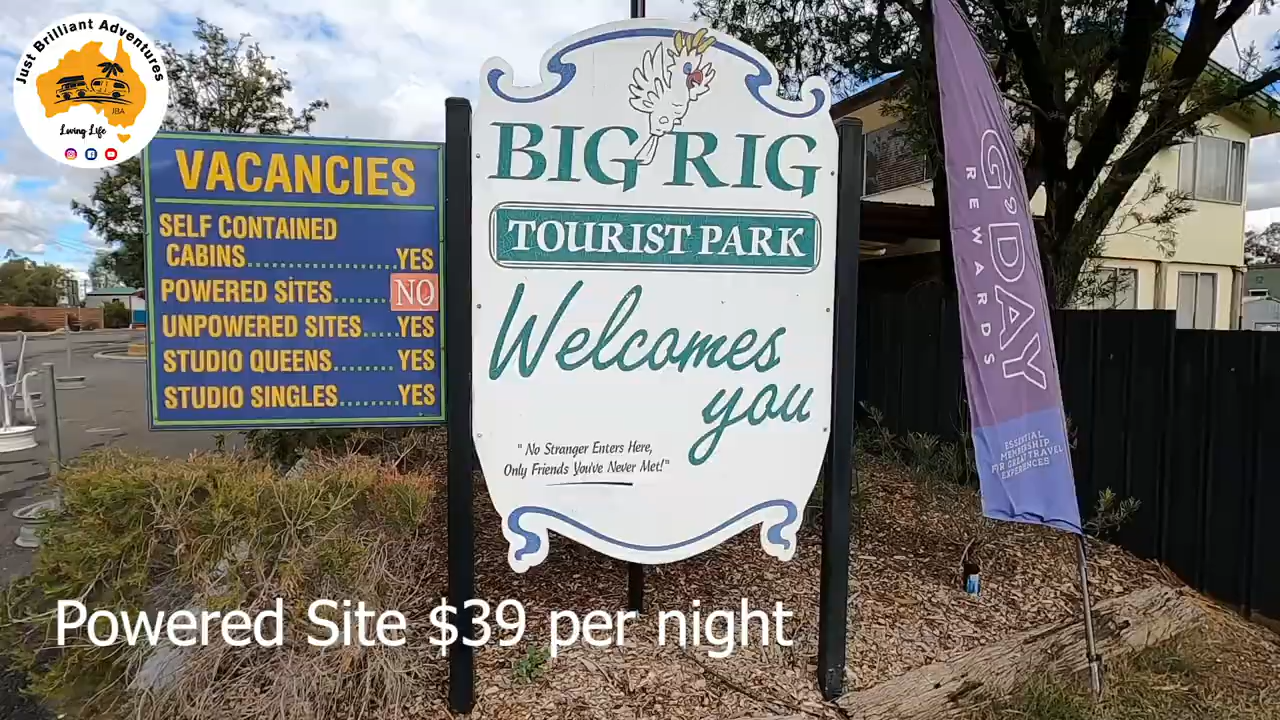 Just Brilliant Adventures
JBA
Loving Life
VACANCIES
SELF CONTAINED
CABINS..................YES
POWERED SITES.......NO
UNPOWERED SITES.....YES
STUDIO QUEENS........YES
STUDIO SINGLES.......YES
BIG RIG
TOURIST PARK
Welcomes
you
"No Stranger Enters Here,
Only Friends You've Never Met!"
G'DAY
REWARDS
ESSENTIAL
MEMBERSHIP
FOR GREAT TRAVEL
EXPERIENCES
Powered Site $39 per night